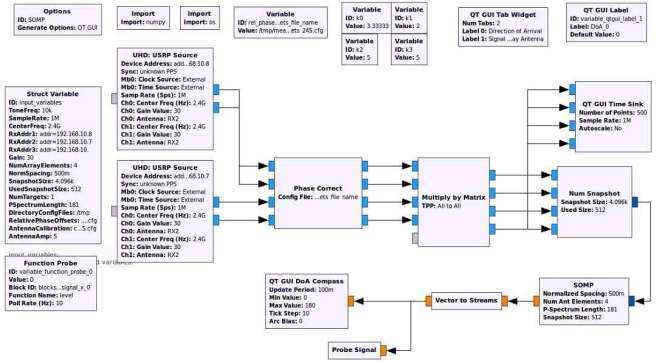 Options
ID: SOMP
Generate Options: QT GUI
Import
Import: numpy
Import
Import: os
Variable
ID: rel_phase...ets_file_name
Value: /tmp/mea...ets 245.cfg
Variable
ID: k0
Value: 3.33333
Variable
ID: k1
Value: 2
Variable
ID: k2
Value: 5
Variable
ID: k3
Value: 5
QT GUI Tab Widget
Num Tabs: 2
Label 0: Direction of Arrival
Label 1: Signal ...ay Antenna
QT GUI Label
ID: variable_qtgui_label_1
Label: DoA_0
Default Value: 0
Struct Variable
ID: input_variables
ToneFreq: 10k
SampleRate: 1M
CenterFreq: 2.4G
RxAddr1: addr=192.168.10.8
RxAddr2: addr=192.168.10.7
RxAddr3: addr=192.168.10.
Gain: 30
NumArrayElements: 4
NormSpacing: 500m
SnapshotSize: 4.096k
UsedSnapshotSize: 512
NumTargets: 1
PSpectrumLength: 181
DirectoryConfigFiles: /tmp
RelativePhaseOffsets: ....cfg
AntennaCalibration: c...5.cfg
AntennaAmp: 5
UHD: USRP Source
Device Address: add...68.10.8
Sync: unknown PPS
Mb0: Clock Source: External
Mb0: Time Source: External
Samp Rate (Sps): 1M
Ch0: Center Freq (Hz): 2.4G
Ch0: Gain Value: 30
Ch0: Antenna: RX2
Ch1: Center Freq (Hz): 2.4G
Ch1: Gain Value: 30
Ch1: Antenna: RX2
UHD: USRP Source
Device Address: add...68.10.7
Sync: unknown PPS
Mb0: Clock Source: External
Mb0: Time Source: External
Samp Rate (Sps): 1M
Ch0: Center Freq (Hz): 2.4G
Ch0: Gain Value: 30
Ch0: Antenna: RX2
Ch1: Center Freq (Hz): 2.4G
Ch1: Gain Value: 30
Ch1: Antenna: RX2
Phase Correct
Config File: ...ets file name
Multiply by Matrix
TPP: All to All
QT GUI Time Sink
Number of Points: 500
Sample Rate: 1M
Autoscale: No
Num Snapshot
Snapshot Size: 4.096k
Used Size: 512
variables:
Function Probe
ID: variable_function_probe_0
Value: 0
Block ID: blocks...signal_x_0
Function Name: level
Poll Rate (Hz): 10
QT GUI DoA Compass
Update Period: 100m
Min Value: 0
Max Value: 180
Tick Step: 10
Arc Bias: 0
Vector to Streams
SOMP
Normalized Spacing: 500m
Num Ant Elements: 4
P-Spectrum Length: 181
Snapshot Size: 512
Probe Signal